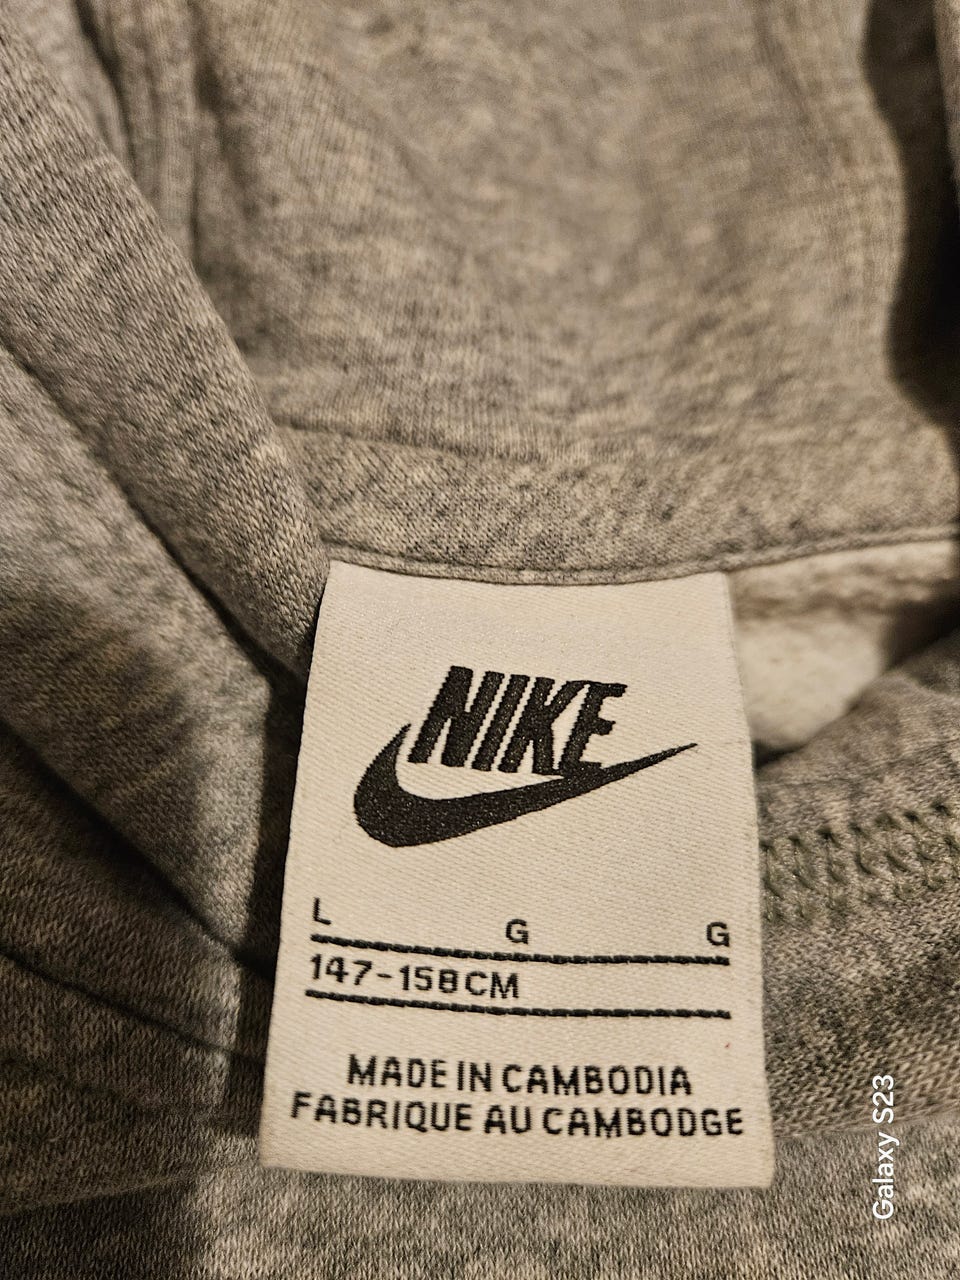 NIKE
L G G
147-158CM
MADE IN CAMBODIA
FABRIQUE AU CAMBODGE
Galaxy S23